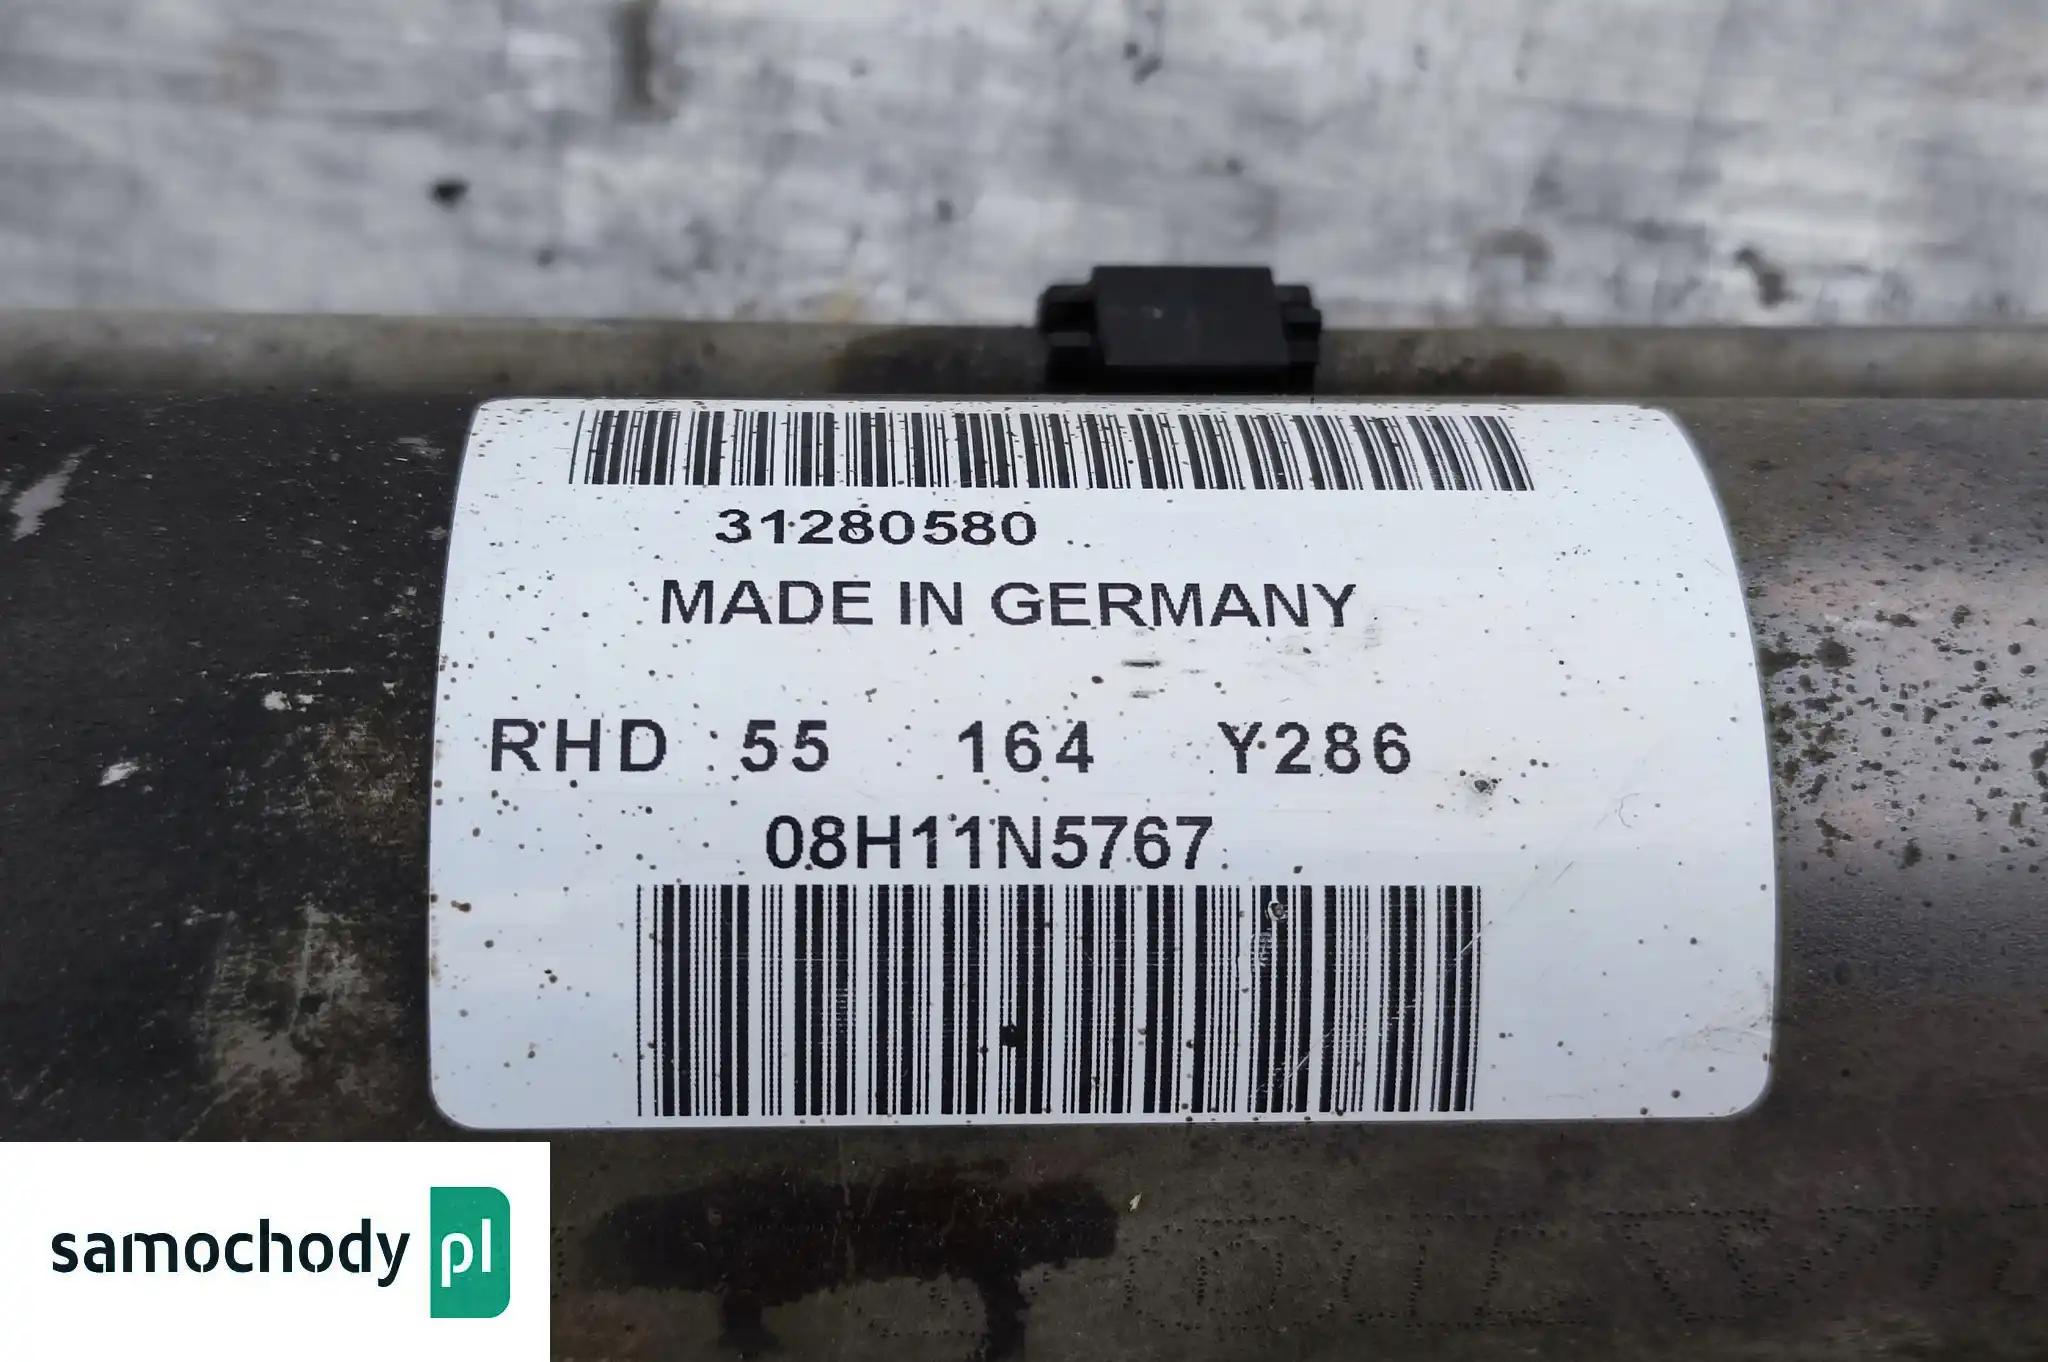 31280580
MADE IN GERMANY
RHD 55 164 Y286
08H11N5767
samochody pl